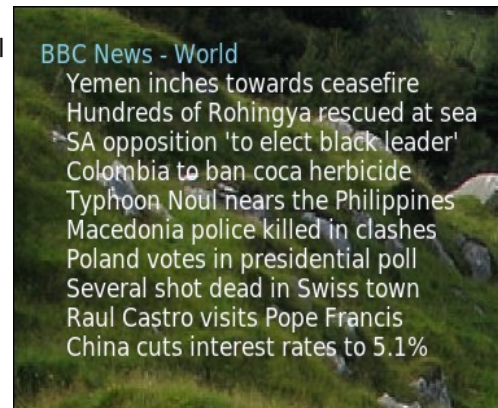 BBC News - World
Yemen inches towards ceasefire
Hundreds of Rohingya rescued at sea
SA opposition 'to elect black leader'
Colombia to ban coca herbicide
Typhoon Noul nears the Philippines
Macedonia police killed in clashes
Poland votes in presidential poll
Several shot dead in Swiss town
Raul Castro visits Pope Francis
China cuts interest rates to 5.1%